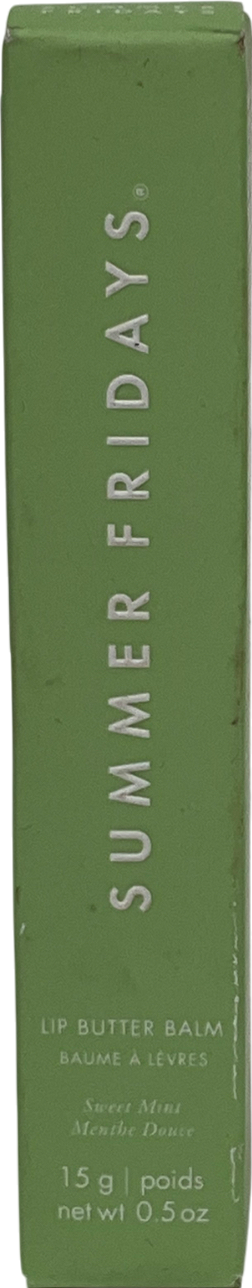 SUMMER FRIDAYS®
LIP BUTTER BALM
BAUME À LÈVRES
Sweet Mint
Menthe Douce
15 g | poids
net wt 0.5 oz